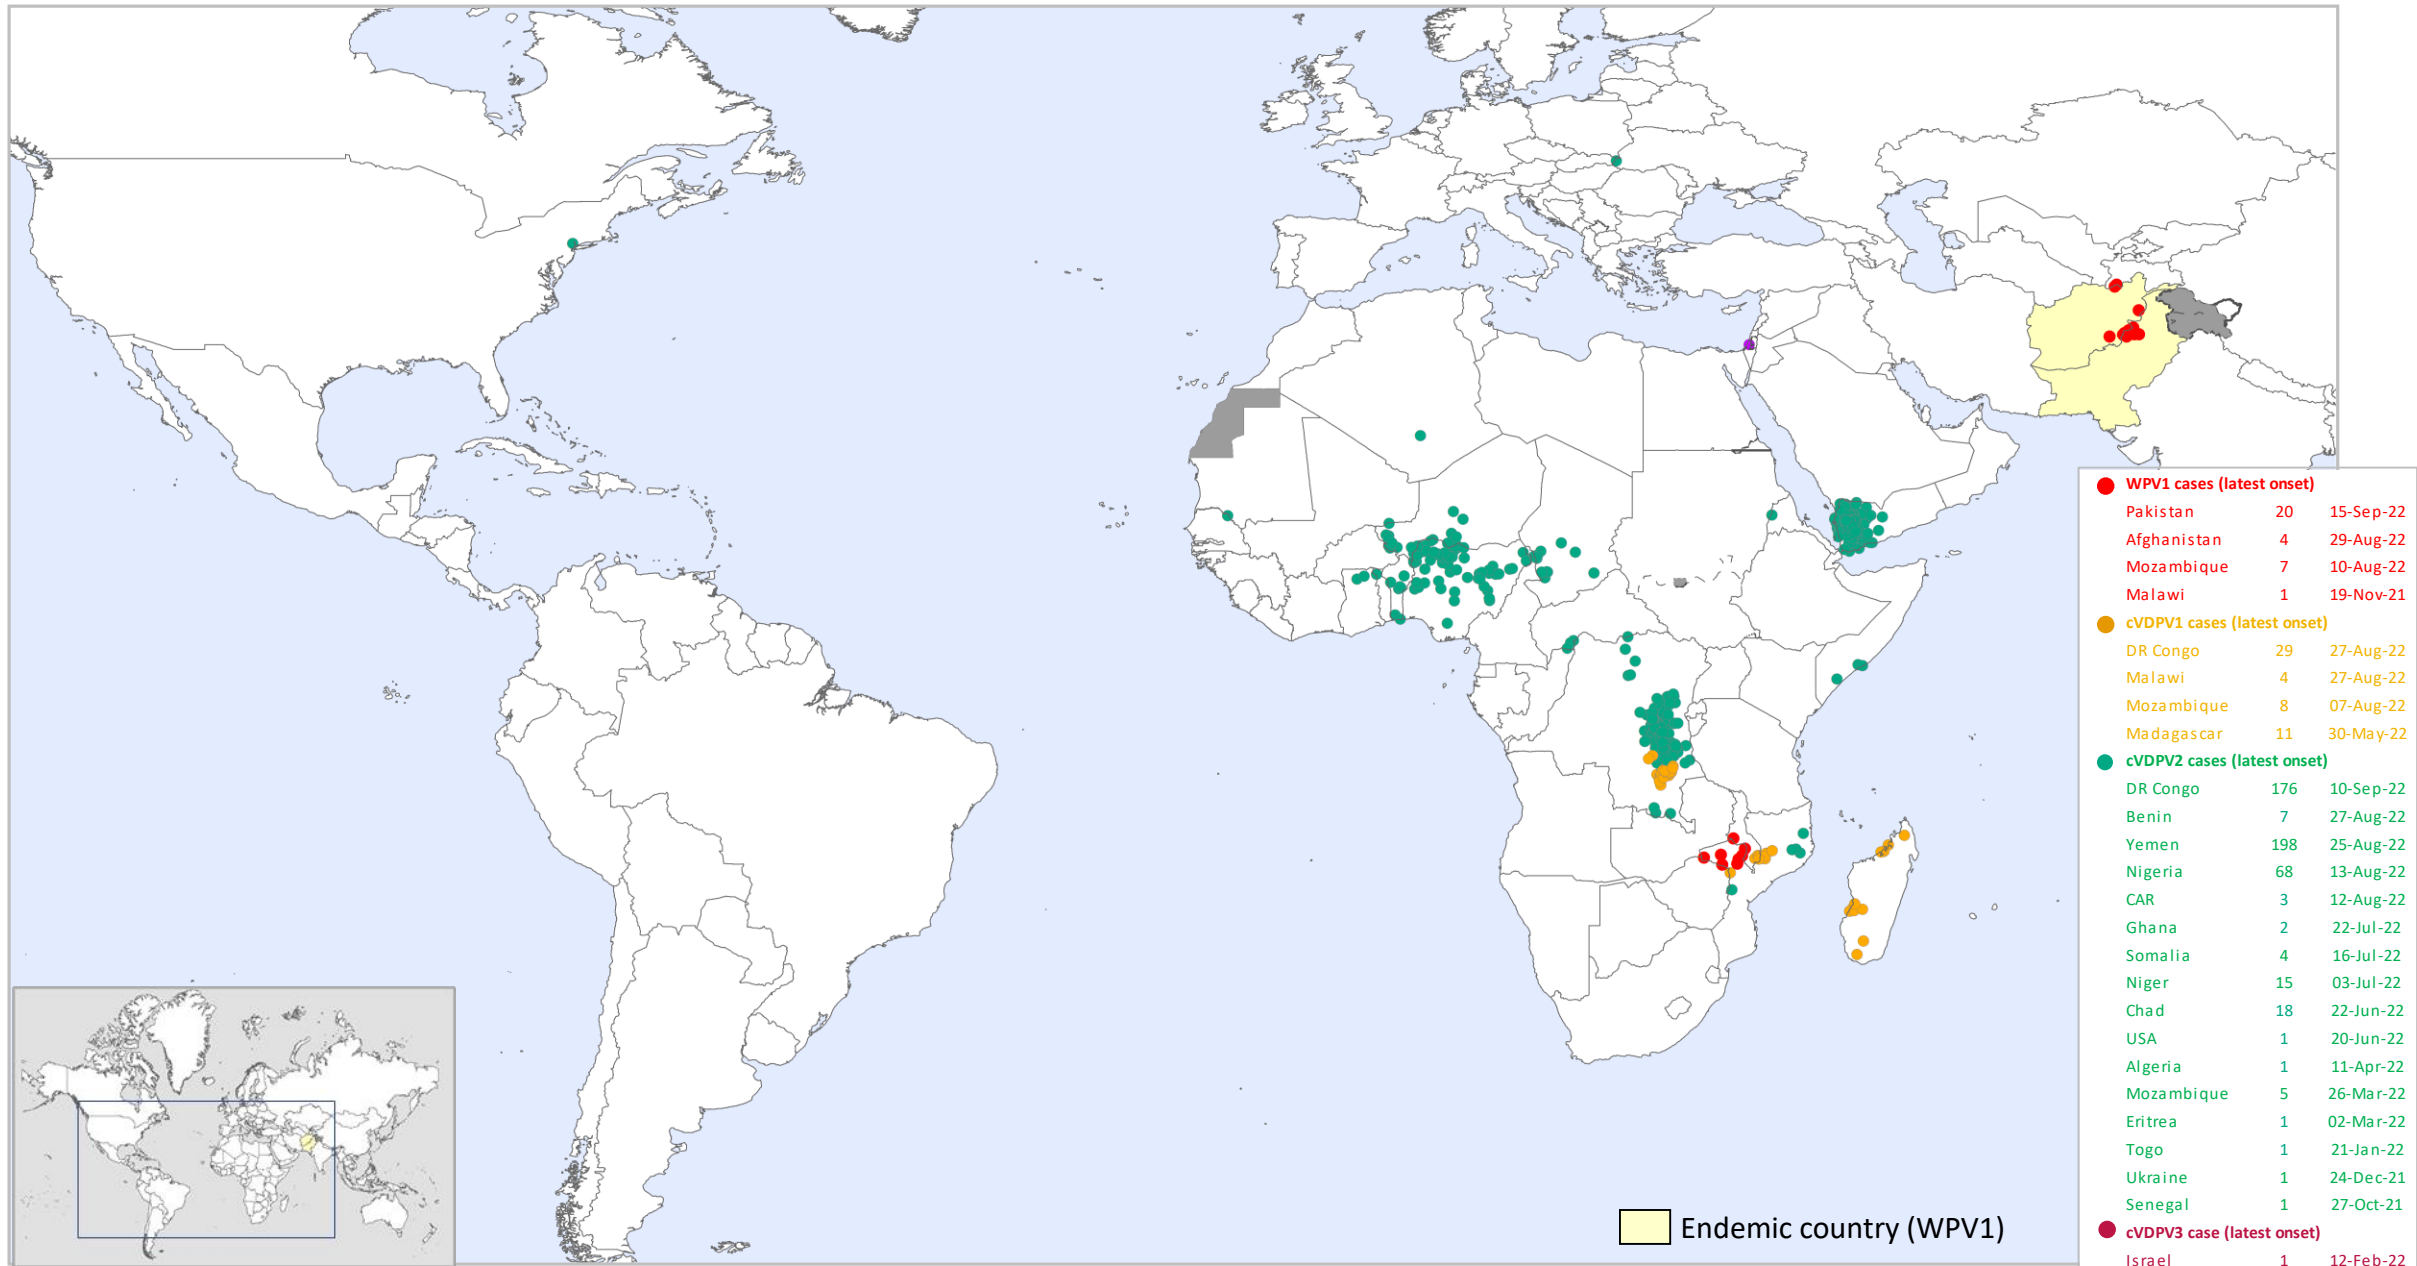 WPV1 cases (latest onset)
Pakistan 20 15-Sep-22
Afghanistan 4 29-Aug-22
Mozambique 7 10-Aug-22
Malawi 1 19-Nov-21
cVDPV1 cases (latest onset)
DR Congo 29 27-Aug-22
Malawi 4 27-Aug-22
Mozambique 8 07-Aug-22
Madagascar 11 30-May-22
cVDPV2 cases (latest onset)
DR Congo 176 10-Sep-22
Benin 7 27-Aug-22
Yemen 198 25-Aug-22
Nigeria 68 13-Aug-22
CAR 3 12-Aug-22
Ghana 2 22-Jul-22
Somalia 4 16-Jul-22
Niger 15 03-Jul-22
Chad 18 22-Jun-22
USA 1 20-Jun-22
Algeria 1 11-Apr-22
Mozambique 5 26-Mar-22
Eritrea 1 02-Mar-22
Togo 1 21-Jan-22
Ukraine 1 24-Dec-21
Senegal 1 27-Oct-21
cVDPV3 case (latest onset)
Israel 1 12-Feb-22
Endemic country (WPV1)